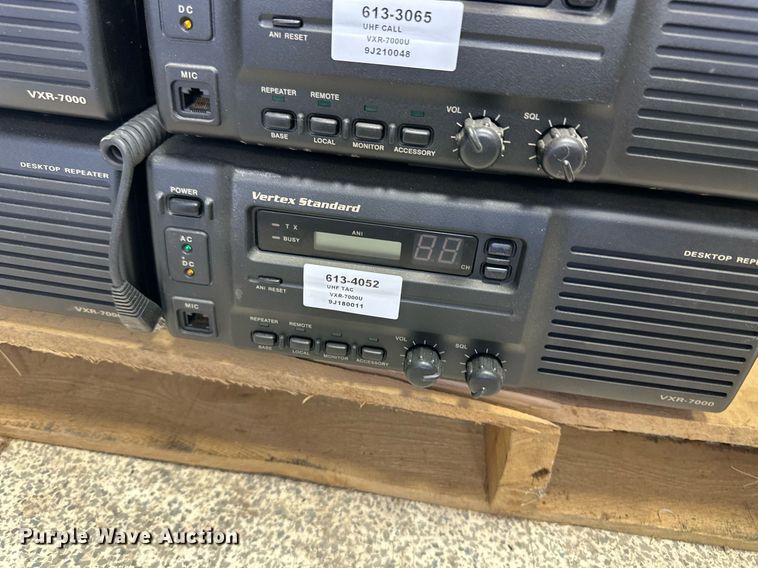 DC
ANI RESET
613-3065
UHF CALL
VXR-7000U
9J210048
MIC
REPEATER
REMOTE
VOL
SQL
BASE
LOCAL
MONITOR
ACCESSORY
VXR-7000
DESKTOP REPEATER
VXR-7000
POWER
Vertex Standard
AC
DC
TX
BUSY
ANI
88
CH
DESKTOP REPEA
ANI RESET
613-4052
UHF TAC
VXR-7000U
9J180011
MIC
REPEATER
REMOTE
VOL
SQL
BASE
LOCAL
MONITOR
ACCESSORY
VXR-7000
Purple Wave Auction